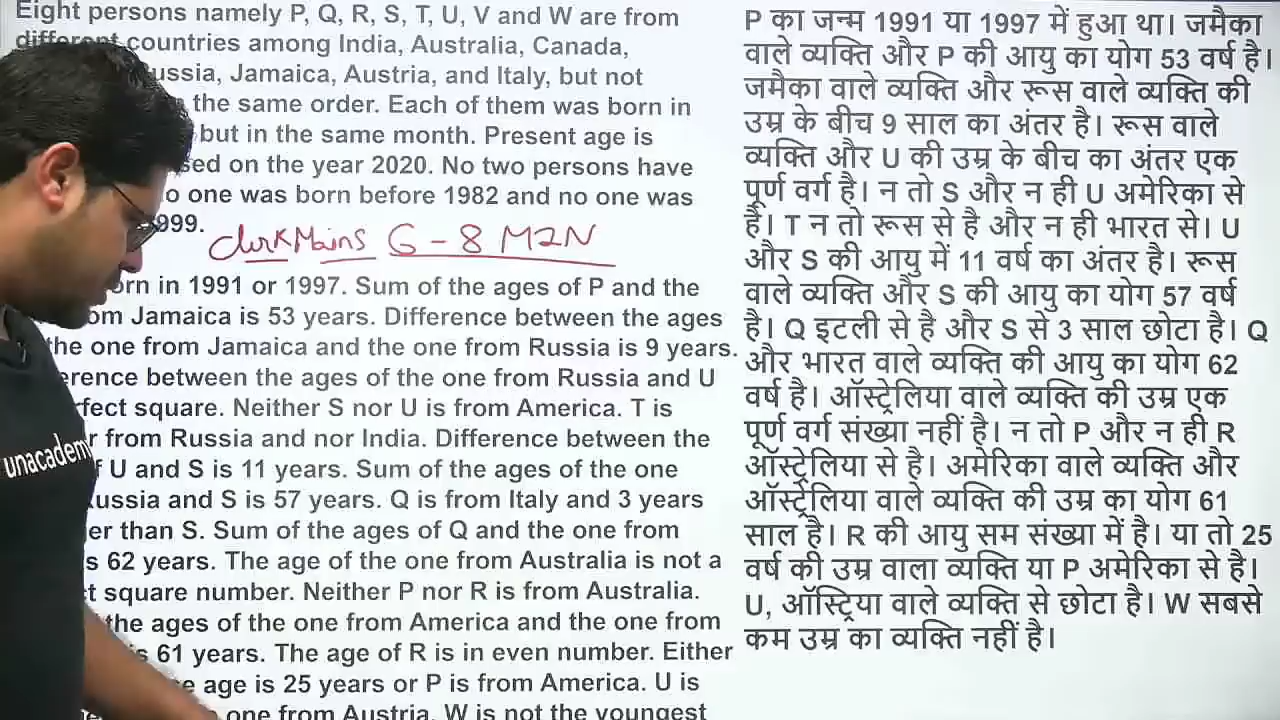 Eight persons namely P, Q, R, S, T, U, V and W are from
different countries among India, Australia, Canada,
ussia, Jamaica, Austria, and Italy, but not
the same order. Each of them was born in
but in the same month. Present age is
sed on the year 2020. No two persons have
o one was born before 1982 and no one was
999.
Clerk Mains 6 - 8 MIN
orn in 1991 or 1997. Sum of the ages of P and the
om Jamaica is 53 years. Difference between the ages
the one from Jamaica and the one from Russia is 9 years.
erence between the ages of the one from Russia and U
fect square. Neither S nor U is from America. T is
r from Russia and nor India. Difference between the
f U and S is 11 years. Sum of the ages of the one
ussia and S is 57 years. Q is from Italy and 3 years
er than S. Sum of the ages of Q and the one from
s 62 years. The age of the one from Australia is not a
t square number. Neither P nor R is from Australia.
the ages of the one from America and the one from
s 61 years. The age of R is in even number. Either
e age is 25 years or P is from America. U is
one from Austria. W is not the youngest
unacademy
P का जन्म 1991 या 1997 में हुआ था। जमैका
वाले व्यक्ति और P की आयु का योग 53 वर्ष है।
जमैका वाले व्यक्ति और रूस वाले व्यक्ति की
उम्र के बीच 9 साल का अंतर है। रूस वाले
व्यक्ति और U की उम्र के बीच का अंतर एक
पूर्ण वर्ग है। न तो S और न ही U अमेरिका से
हैं। T न तो रूस से है और न ही भारत से। U
और S की आयु में 11 वर्ष का अंतर है। रूस
वाले व्यक्ति और S की आयु का योग 57 वर्ष
है। Q इटली से है और S से 3 साल छोटा है। Q
और भारत वाले व्यक्ति की आयु का योग 62
वर्ष है। ऑस्ट्रेलिया वाले व्यक्ति की उम्र एक
पूर्ण वर्ग संख्या नहीं है। न तो P और न ही R
ऑस्ट्रेलिया से है। अमेरिका वाले व्यक्ति और
ऑस्ट्रेलिया वाले व्यक्ति की उम्र का योग 61
साल है। R की आयु सम संख्या में है। या तो 25
वर्ष की उम्र वाला व्यक्ति या P अमेरिका से है।
U, ऑस्ट्रिया वाले व्यक्ति से छोटा है। W सबसे
कम उम्र का व्यक्ति नहीं है।